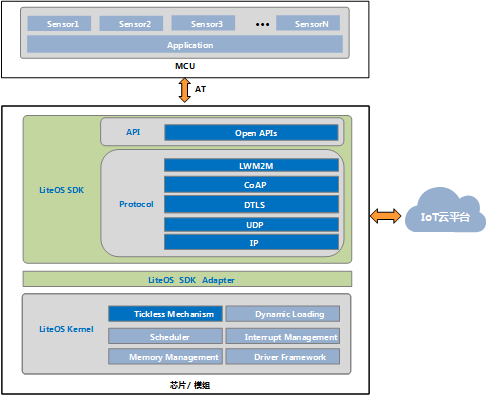 Sensor1 Sensor2 Sensor3 ••• SensorN
Application
MCU
AT
API Open APIs
LiteOS SDK
Protocol
LWM2M
CoAP
DTLS
UDP
IP
IoT云平台
LiteOS SDK Adapter
LiteOS Kernel
Tickless Mechanism Dynamic Loading
Scheduler Interrupt Management
Memory Management Driver Framework
芯片/ 模组